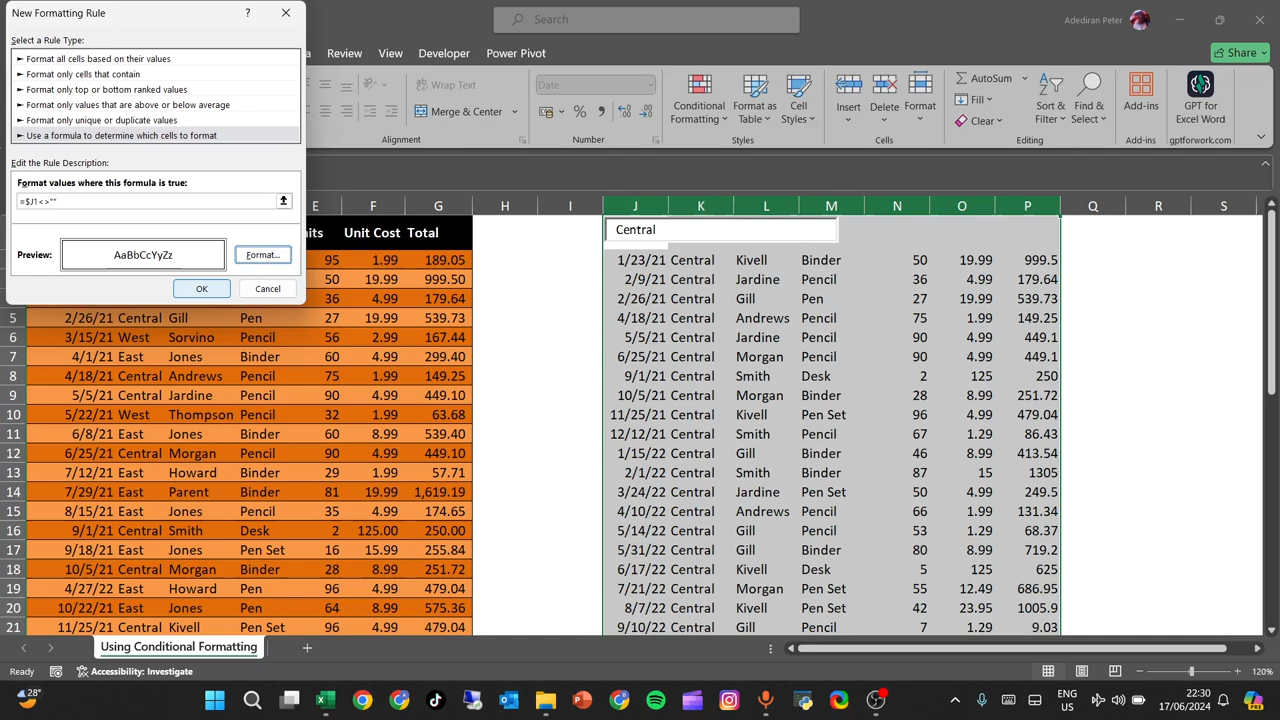 New Formatting Rule
?
Select a Rule Type:
► Format all cells based on their values
► Format only cells that contain
► Format only top or bottom ranked values
► Format only values that are above or below average
► Format only unique or duplicate values
► Use a formula to determine which cells to format
Edit the Rule Description:
Format values where this formula is true:
=$J1<>""
Preview:
AaBbCcYyZz
Format...
OK
Cancel
Search
Adediran Peter
Review View Developer Power Pivot
Share
Wrap Text
Merge & Center
Alignment
Date
Number
Conditional Formatting
Format as Table
Cell Styles
Styles
Insert
Delete
Format
Cells
AutoSum
Fill
Clear
Sort & Filter
Find & Select
Editing
Add-ins
Add-ins
GPT for Excel Word
gptforwork.com
E F G H I J K L M N O P Q R S
its Unit Cost Total
Central
95 1.99 189.05 1/23/21 Central Kivell Binder 50 19.99 999.5
50 19.99 999.50 2/9/21 Central Jardine Pencil 36 4.99 179.64
36 4.99 179.64 2/26/21 Central Gill Pen 27 19.99 539.73
5 2/26/21 Central Gill Pen 27 19.99 539.73 4/18/21 Central Andrews Pencil 75 1.99 149.25
6 3/15/21 West Sorvino Pencil 56 2.99 167.44 5/5/21 Central Jardine Pencil 90 4.99 449.1
7 4/1/21 East Jones Binder 60 4.99 299.40 6/25/21 Central Morgan Pencil 90 4.99 449.1
8 4/18/21 Central Andrews Pencil 75 1.99 149.25 9/1/21 Central Smith Desk 2 125 250
9 5/5/21 Central Jardine Pencil 90 4.99 449.10 10/5/21 Central Morgan Binder 28 8.99 251.72
10 5/22/21 West Thompson Pencil 32 1.99 63.68 11/25/21 Central Kivell Pen Set 96 4.99 479.04
11 6/8/21 East Jones Binder 60 8.99 539.40 12/12/21 Central Smith Pencil 67 1.29 86.43
12 6/25/21 Central Morgan Pencil 90 4.99 449.10 1/15/22 Central Gill Binder 46 8.99 413.54
13 7/12/21 East Howard Binder 29 1.99 57.71 2/1/22 Central Smith Binder 87 15 1305
14 7/29/21 East Parent Binder 81 19.99 1,619.19 3/24/22 Central Jardine Pen Set 50 4.99 249.5
15 8/15/21 East Jones Pencil 35 4.99 174.65 4/10/22 Central Andrews Pencil 66 1.99 131.34
16 9/1/21 Central Smith Desk 2 125.00 250.00 5/14/22 Central Gill Pencil 53 1.29 68.37
17 9/18/21 East Jones Pen Set 16 15.99 255.84 5/31/22 Central Gill Binder 80 8.99 719.2
18 10/5/21 Central Morgan Binder 28 8.99 251.72 6/17/22 Central Kivell Desk 5 125 625
19 4/27/22 East Howard Pen 96 4.99 479.04 7/21/22 Central Morgan Pen Set 55 12.49 686.95
20 10/22/21 East Jones Pen 64 8.99 575.36 8/7/22 Central Kivell Pen Set 42 23.95 1005.9
21 11/25/21 Central Kivell Pen Set 96 4.99 479.04 9/10/22 Central Gill Pencil 7 1.29 9.03
Using Conditional Formatting
Ready
Accessibility: Investigate
120%
28°
ENG
US
22:30
17/06/2024